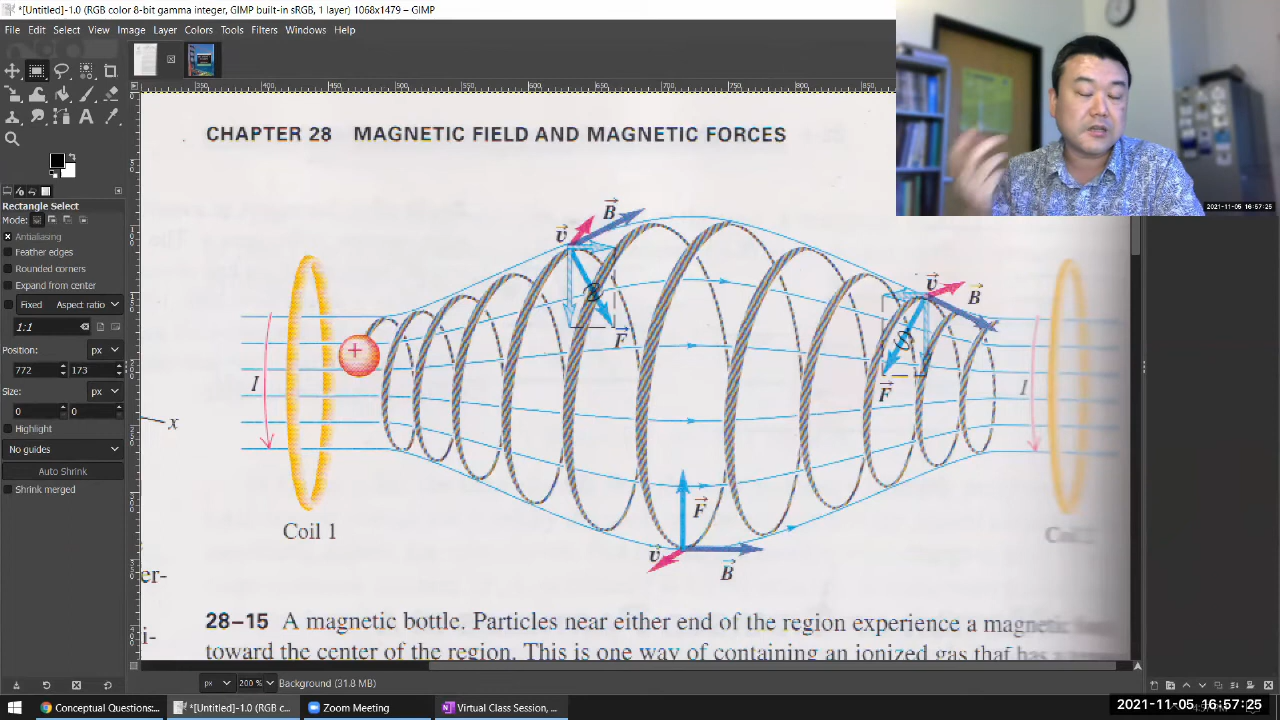 *[Untitled]-1.0 (RGB color 8-bit gamma integer, GIMP built-in sRGB, 1 layer) 1068x1479 – GIMP
File Edit Select View Image Layer Colors Tools Filters Windows Help
Rectangle Select
Mode:
Antialiasing
Feather edges
Rounded corners
Expand from center
Fixed Aspect ratio
1:1
Position: px
772 173
Size: px
0 0
Highlight
No guides
Auto Shrink
Shrink merged
CHAPTER 28 MAGNETIC FIELD AND MAGNETIC FORCES
B
v
F
v
B
F
I
+
I
x
F
v
B
Coil 1
er-
28–15 A magnetic bottle. Particles near either end of the region experience a magnetic
i-
toward the center of the region. This is one way of containing an ionized gas that has
px 200 % Background (31.8 MB)
Conceptual Questions:...
*[Untitled]-1.0 (RGB c...
Zoom Meeting
Virtual Class Session, ...
2021-11-05 16:57:25
2021-11-05 16:57:25